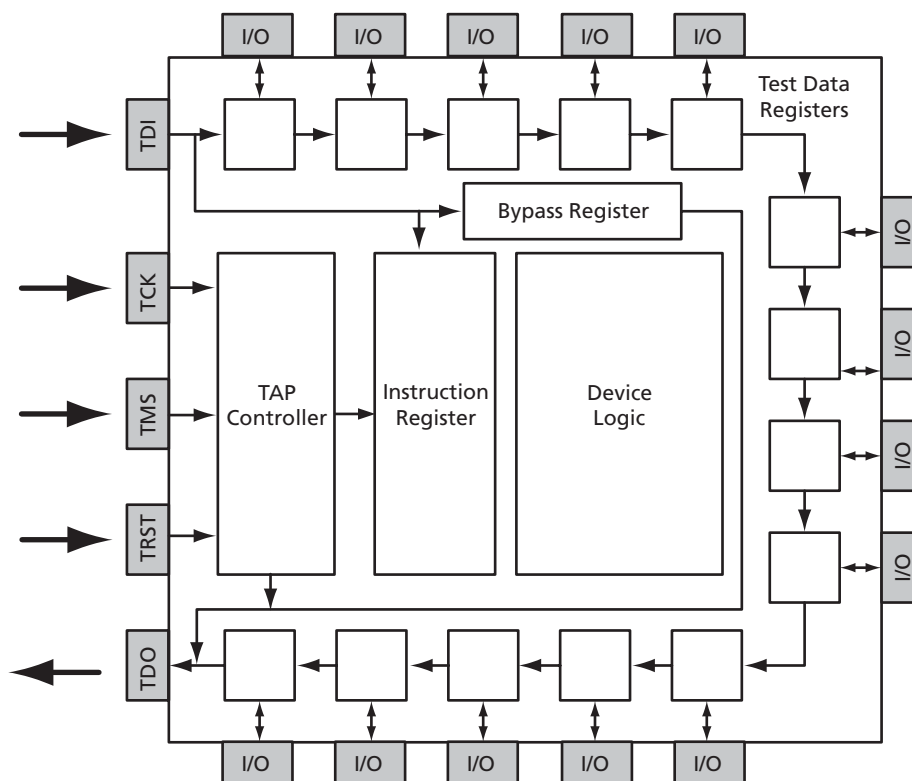 I/O
I/O
I/O
I/O
I/O
Test Data
Registers
TDI
Bypass Register
I/O
TCK
I/O
TAP
Controller
Instruction
Register
Device
Logic
TMS
I/O
TRST
I/O
TDO
I/O
I/O
I/O
I/O
I/O